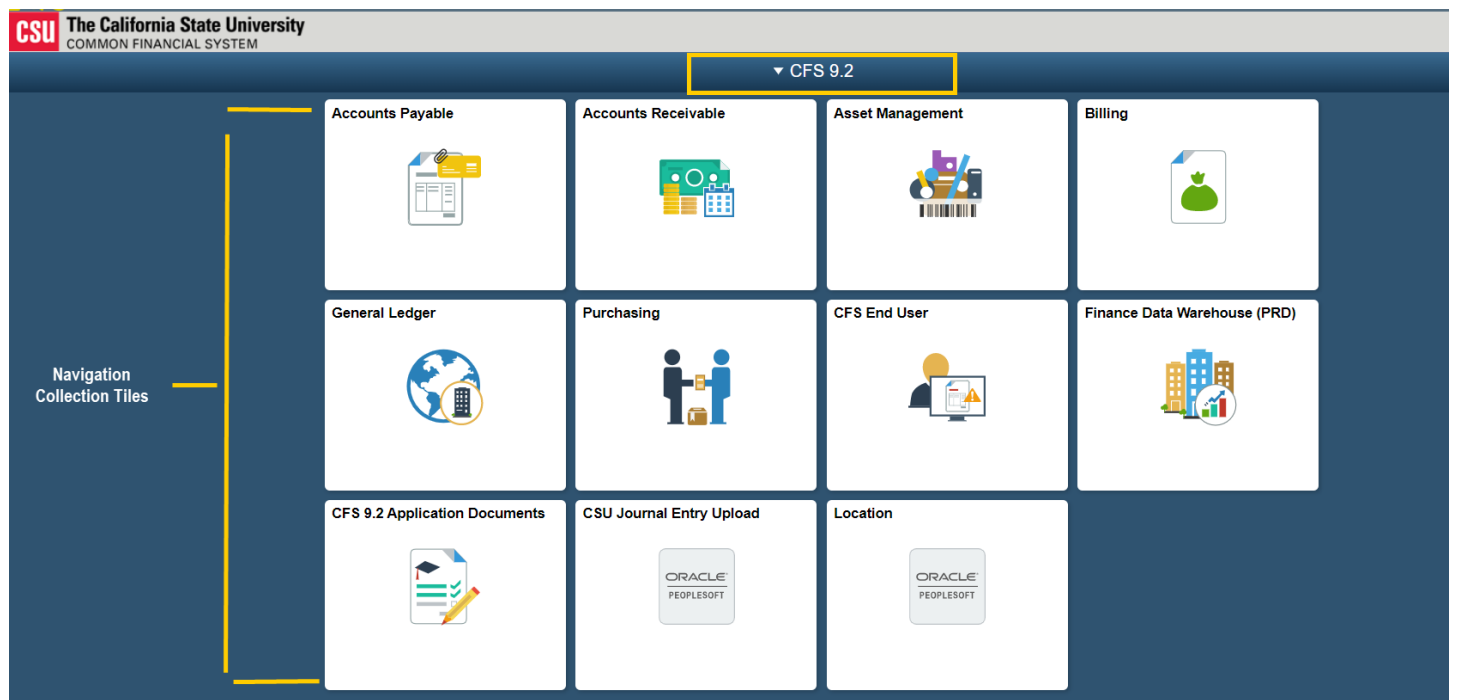 CSU The California State University
COMMON FINANCIAL SYSTEM
CFS 9.2
Accounts Payable
Accounts Receivable
Asset Management
Billing
General Ledger
Purchasing
CFS End User
Finance Data Warehouse (PRD)
Navigation
Collection Tiles
CFS 9.2 Application Documents
CSU Journal Entry Upload
ORACLE
PEOPLESOFT
Location
ORACLE
PEOPLESOFT